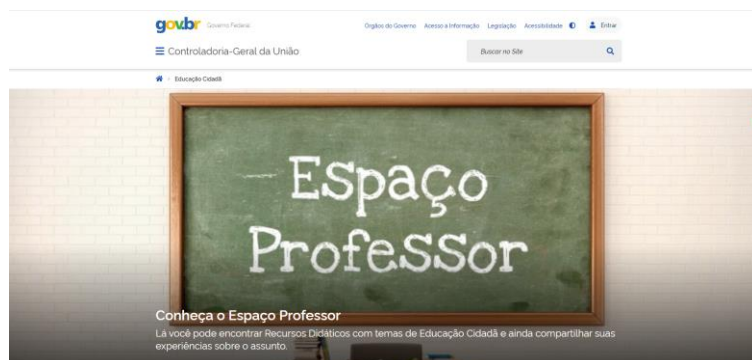 gov.br Governo Federal
Órgãos do Governo Acesso à Informação Legislação Acessibilidade Entrar
Controladoria-Geral da União
Buscar no Site
Educação Cidadã
Espaço
Professor
Conheça o Espaço Professor
Lá você pode encontrar Recursos Didáticos com temas de Educação Cidadã e ainda compartilhar suas
experiências sobre o assunto.